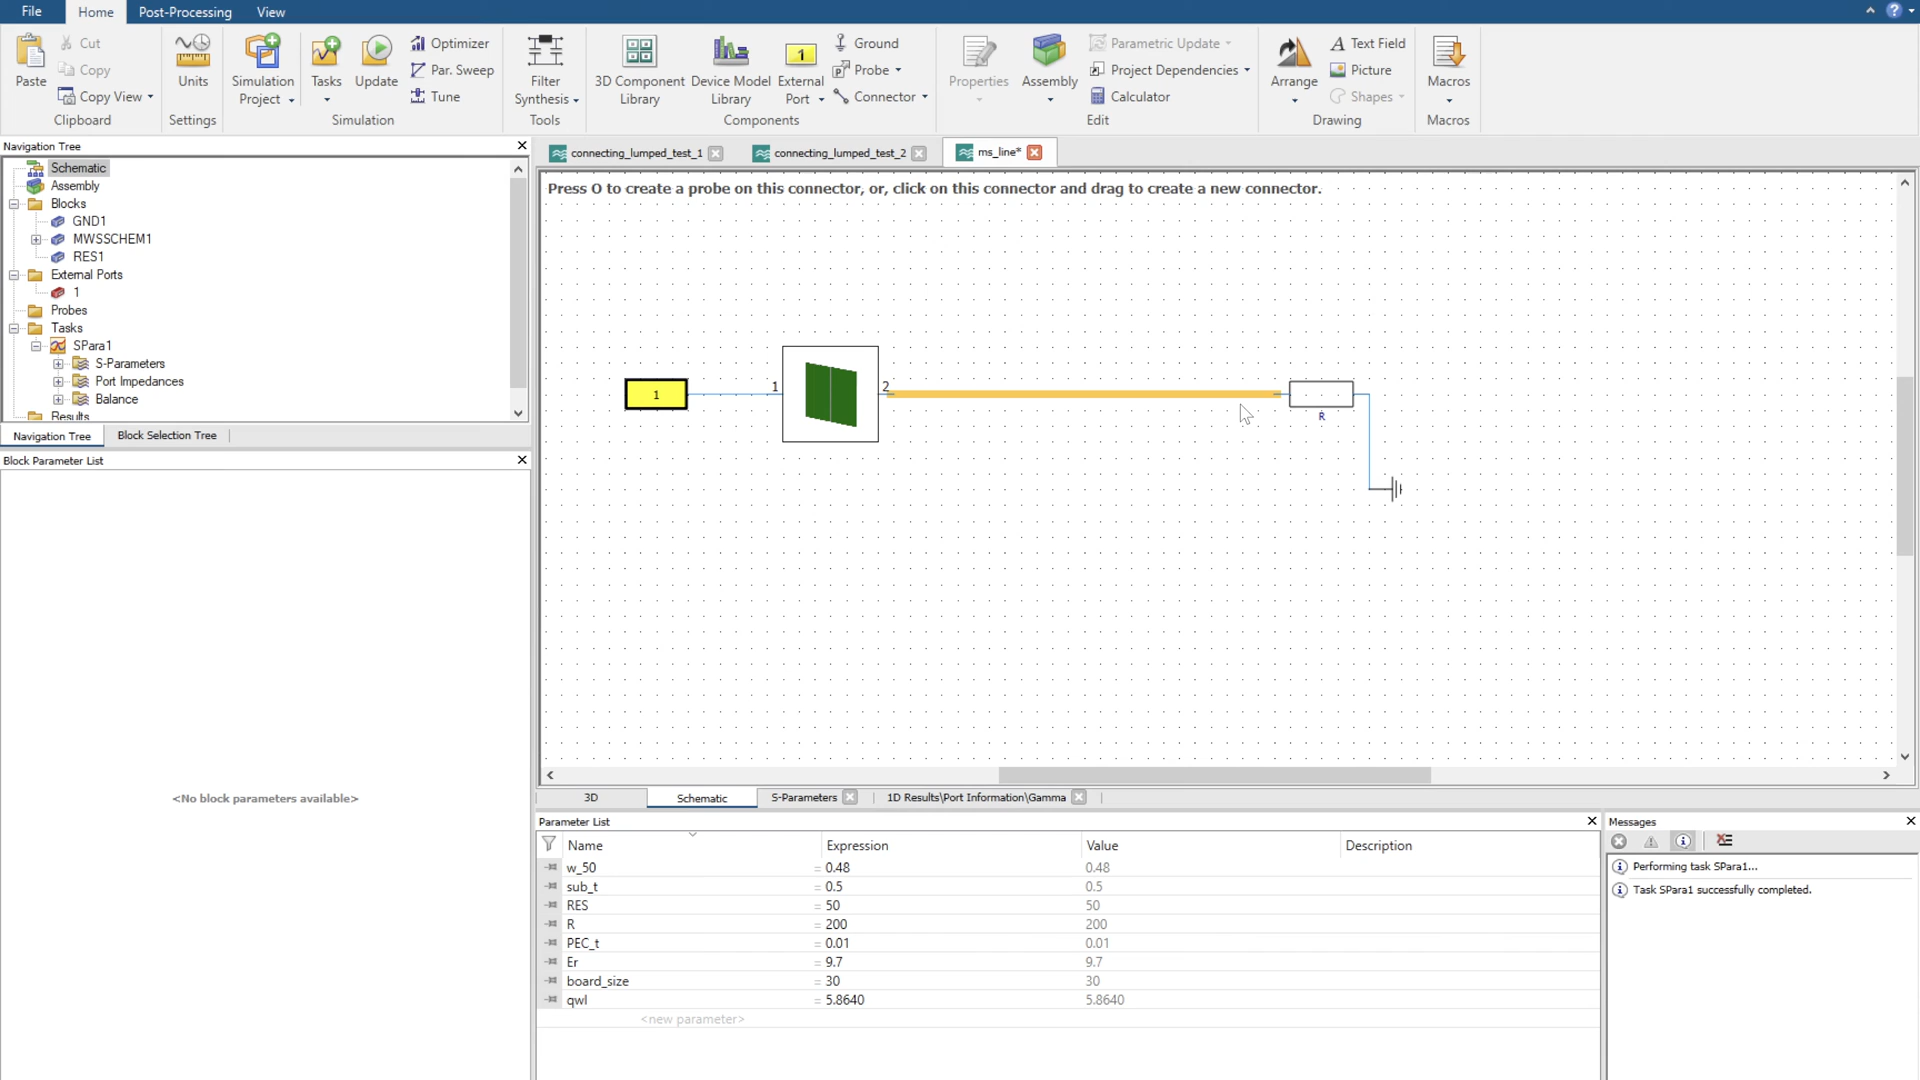 File Home Post-Processing View
Paste
Cut
Copy
Copy View
Clipboard
Units
Settings
Simulation
Project
Tasks
Update
Optimizer
Par. Sweep
Tune
Simulation
Filter
Synthesis
Tools
3D Component
Library
Device Model
Library
1
External
Port
Ground
Probe
Connector
Components
Properties
Assembly
Parametric Update
Project Dependencies
Calculator
Edit
Arrange
A Text Field
Picture
Shapes
Drawing
Macros
Macros
Navigation Tree
Schematic
Assembly
Blocks
GND1
MWSSCHEM1
RES1
External Ports
1
Probes
Tasks
SPara1
S-Parameters
Port Impedances
Balance
Results
Navigation Tree Block Selection Tree
Block Parameter List
<No block parameters available>
connecting_lumped_test_1 connecting_lumped_test_2 ms_line*
Press O to create a probe on this connector, or, click on this connector and drag to create a new connector.
1
1
2
R
3D Schematic S-Parameters 1D Results\Port Information\Gamma
Parameter List
Name Expression Value Description
w_50 = 0.48 0.48
sub_t = 0.5 0.5
RES = 50 50
R = 200 200
PEC_t = 0.01 0.01
Er = 9.7 9.7
board_size = 30 30
qwl = 5.8640 5.8640
<new parameter>
Messages
Performing task SPara1...
Task SPara1 successfully completed.